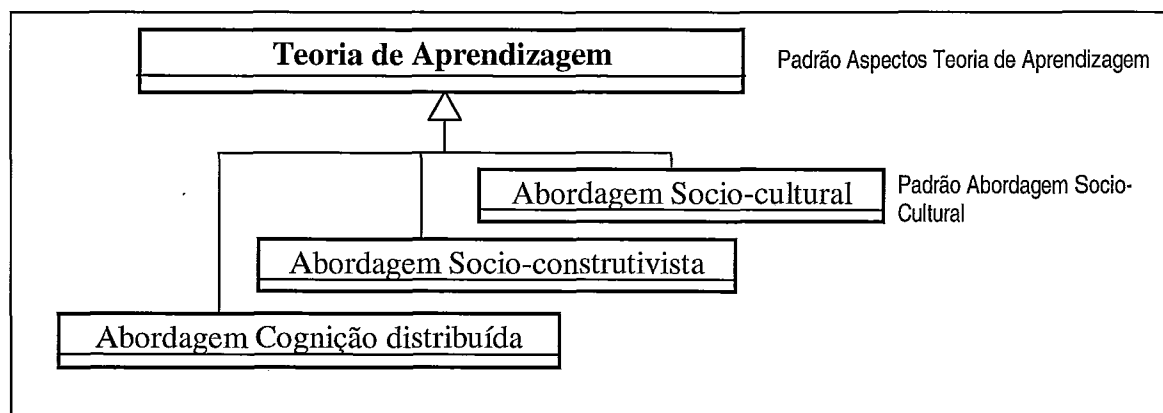 Teoria de Aprendizagem
Padrão Aspectos Teoria de Aprendizagem
Abordagem Socio-cultural
Padrão Abordagem Socio-
Cultural
Abordagem Socio-construtivista
Abordagem Cognição distribuída